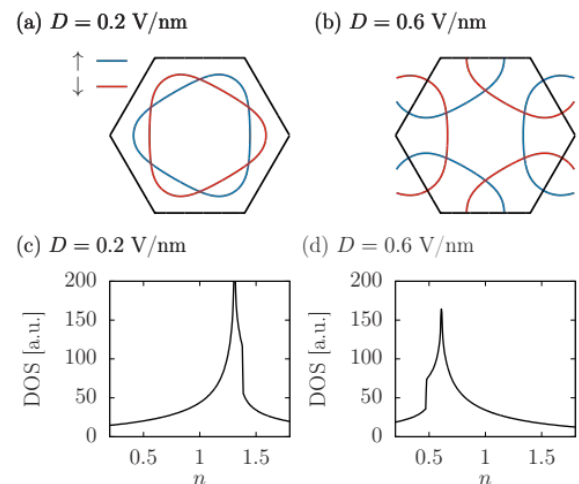 (a) D = 0.2 V/nm
(b) D = 0.6 V/nm
↑
↓
(c) D = 0.2 V/nm
(d) D = 0.6 V/nm
200
150
100
50
0
DOS [a.u.]
0.5
1
1.5
n
200
150
100
50
0
DOS [a.u.]
0.5
1
1.5
n